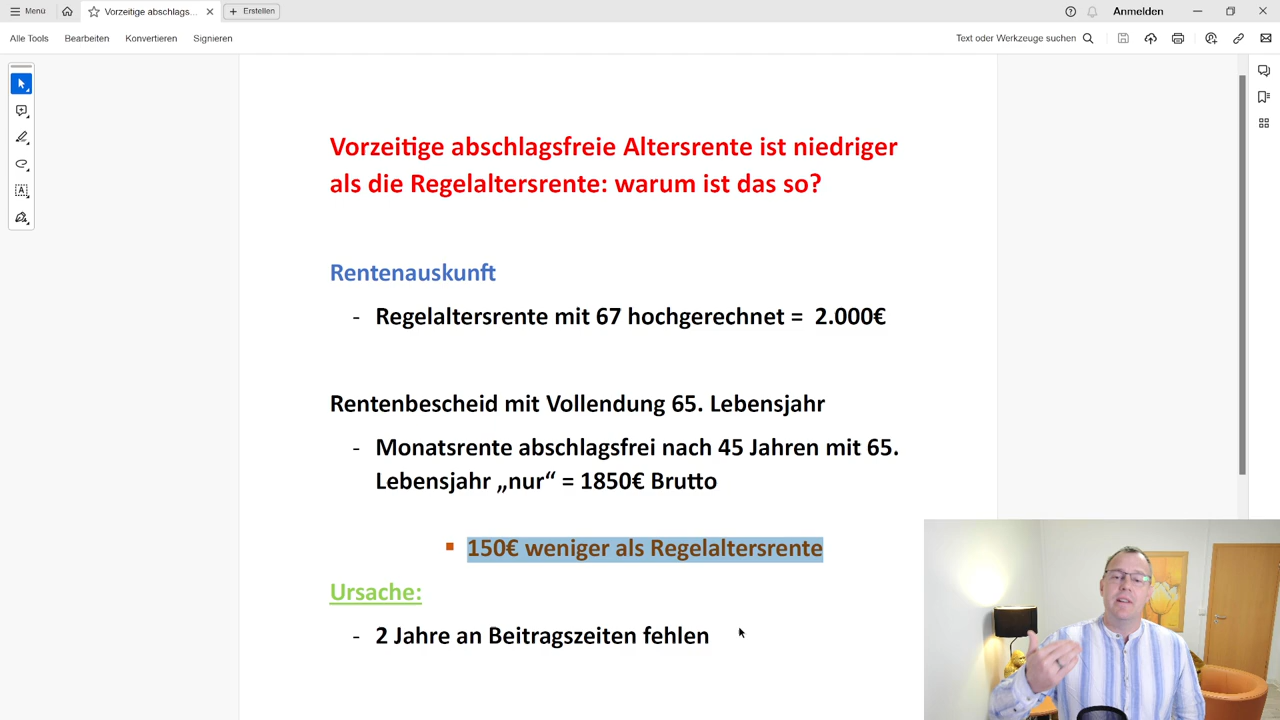 Menü
Vorzeitige abschlags...
Erstellen
Anmelden
Alle Tools
Bearbeiten
Konvertieren
Signieren
Text oder Werkzeuge suchen
Vorzeitige abschlagsfreie Altersrente ist niedriger
als die Regelaltersrente: warum ist das so?
Rentenauskunft
- Regelaltersrente mit 67 hochgerechnet = 2.000€
Rentenbescheid mit Vollendung 65. Lebensjahr
- Monatsrente abschlagsfrei nach 45 Jahren mit 65.
Lebensjahr „nur“ = 1850€ Brutto
▪ 150€ weniger als Regelaltersrente
Ursache:
- 2 Jahre an Beitragszeiten fehlen